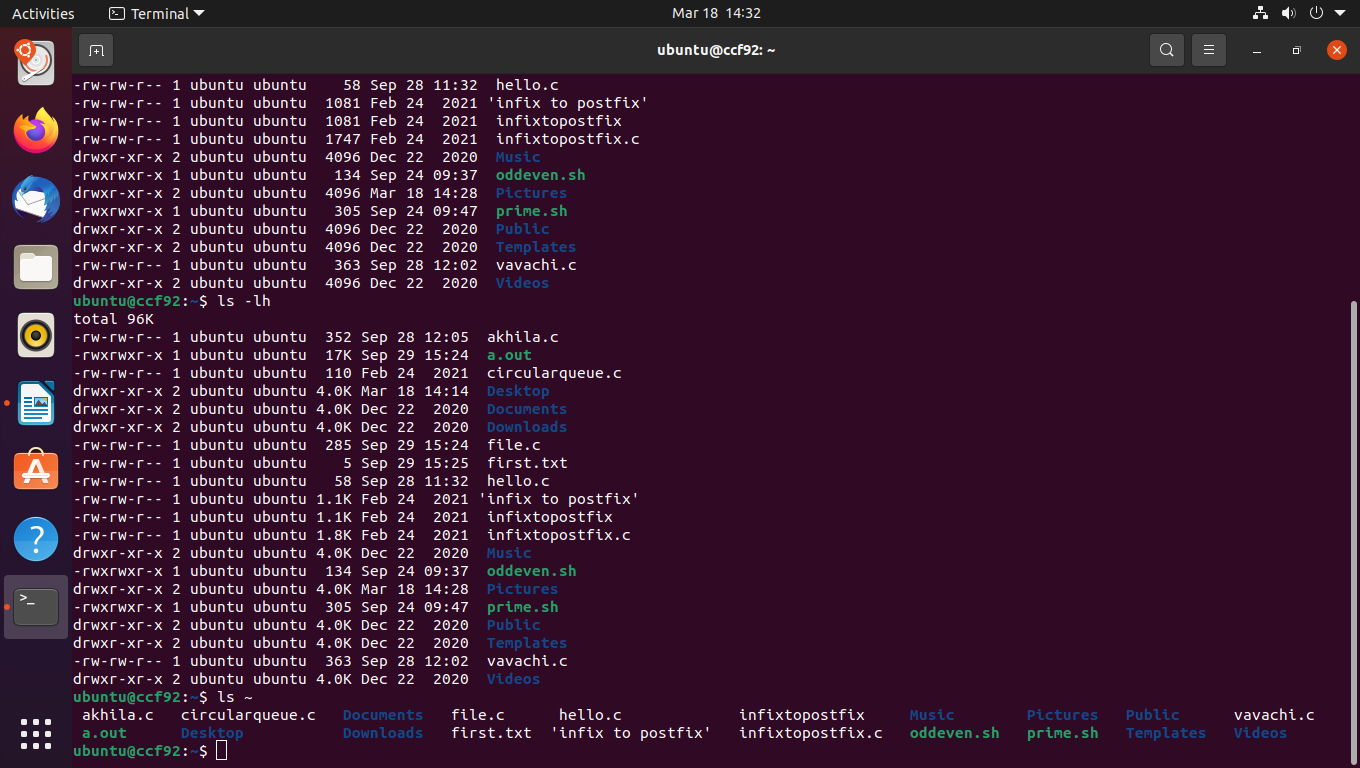 Activities Terminal Mar 18 14:32
ubuntu@ccf92: ~
-rw-rw-r-- 1 ubuntu ubuntu    58 Sep 28 11:32  hello.c
-rw-rw-r-- 1 ubuntu ubuntu  1081 Feb 24  2021 'infix to postfix'
-rw-rw-r-- 1 ubuntu ubuntu  1081 Feb 24  2021  infixtopostfix
-rw-rw-r-- 1 ubuntu ubuntu  1747 Feb 24  2021  infixtopostfix.c
drwxr-xr-x 2 ubuntu ubuntu  4096 Dec 22  2020  Music
-rwxrwxr-x 1 ubuntu ubuntu   134 Sep 24 09:37  oddeven.sh
drwxr-xr-x 2 ubuntu ubuntu  4096 Mar 18 14:28  Pictures
-rwxrwxr-x 1 ubuntu ubuntu   305 Sep 24 09:47  prime.sh
drwxr-xr-x 2 ubuntu ubuntu  4096 Dec 22  2020  Public
drwxr-xr-x 2 ubuntu ubuntu  4096 Dec 22  2020  Templates
-rw-rw-r-- 1 ubuntu ubuntu   363 Sep 28 12:02  vavachi.c
drwxr-xr-x 2 ubuntu ubuntu  4096 Dec 22  2020  Videos
ubuntu@ccf92:~$ ls -lh
total 96K
-rw-rw-r-- 1 ubuntu ubuntu  352 Sep 28 12:05  akhila.c
-rwxrwxr-x 1 ubuntu ubuntu  17K Sep 29 15:24  a.out
-rw-rw-r-- 1 ubuntu ubuntu  110 Feb 24  2021  circularqueue.c
drwxr-xr-x 2 ubuntu ubuntu 4.0K Mar 18 14:14  Desktop
drwxr-xr-x 2 ubuntu ubuntu 4.0K Dec 22  2020  Documents
drwxr-xr-x 2 ubuntu ubuntu 4.0K Dec 22  2020  Downloads
-rw-rw-r-- 1 ubuntu ubuntu  285 Sep 29 15:24  file.c
-rw-rw-r-- 1 ubuntu ubuntu    5 Sep 29 15:25  first.txt
-rw-rw-r-- 1 ubuntu ubuntu   58 Sep 28 11:32  hello.c
-rw-rw-r-- 1 ubuntu ubuntu 1.1K Feb 24  2021 'infix to postfix'
-rw-rw-r-- 1 ubuntu ubuntu 1.1K Feb 24  2021  infixtopostfix
-rw-rw-r-- 1 ubuntu ubuntu 1.8K Feb 24  2021  infixtopostfix.c
drwxr-xr-x 2 ubuntu ubuntu 4.0K Dec 22  2020  Music
-rwxrwxr-x 1 ubuntu ubuntu  134 Sep 24 09:37  oddeven.sh
drwxr-xr-x 2 ubuntu ubuntu 4.0K Mar 18 14:28  Pictures
-rwxrwxr-x 1 ubuntu ubuntu  305 Sep 24 09:47  prime.sh
drwxr-xr-x 2 ubuntu ubuntu 4.0K Dec 22  2020  Public
drwxr-xr-x 2 ubuntu ubuntu 4.0K Dec 22  2020  Templates
-rw-rw-r-- 1 ubuntu ubuntu  363 Sep 28 12:02  vavachi.c
drwxr-xr-x 2 ubuntu ubuntu 4.0K Dec 22  2020  Videos
ubuntu@ccf92:~$ ls ~
akhila.c   circularqueue.c   Documents   file.c      hello.c             infixtopostfix     Music        Pictures   Public      vavachi.c
a.out      Desktop           Downloads   first.txt  'infix to postfix'   infixtopostfix.c   oddeven.sh   prime.sh   Templates   Videos
ubuntu@ccf92:~$